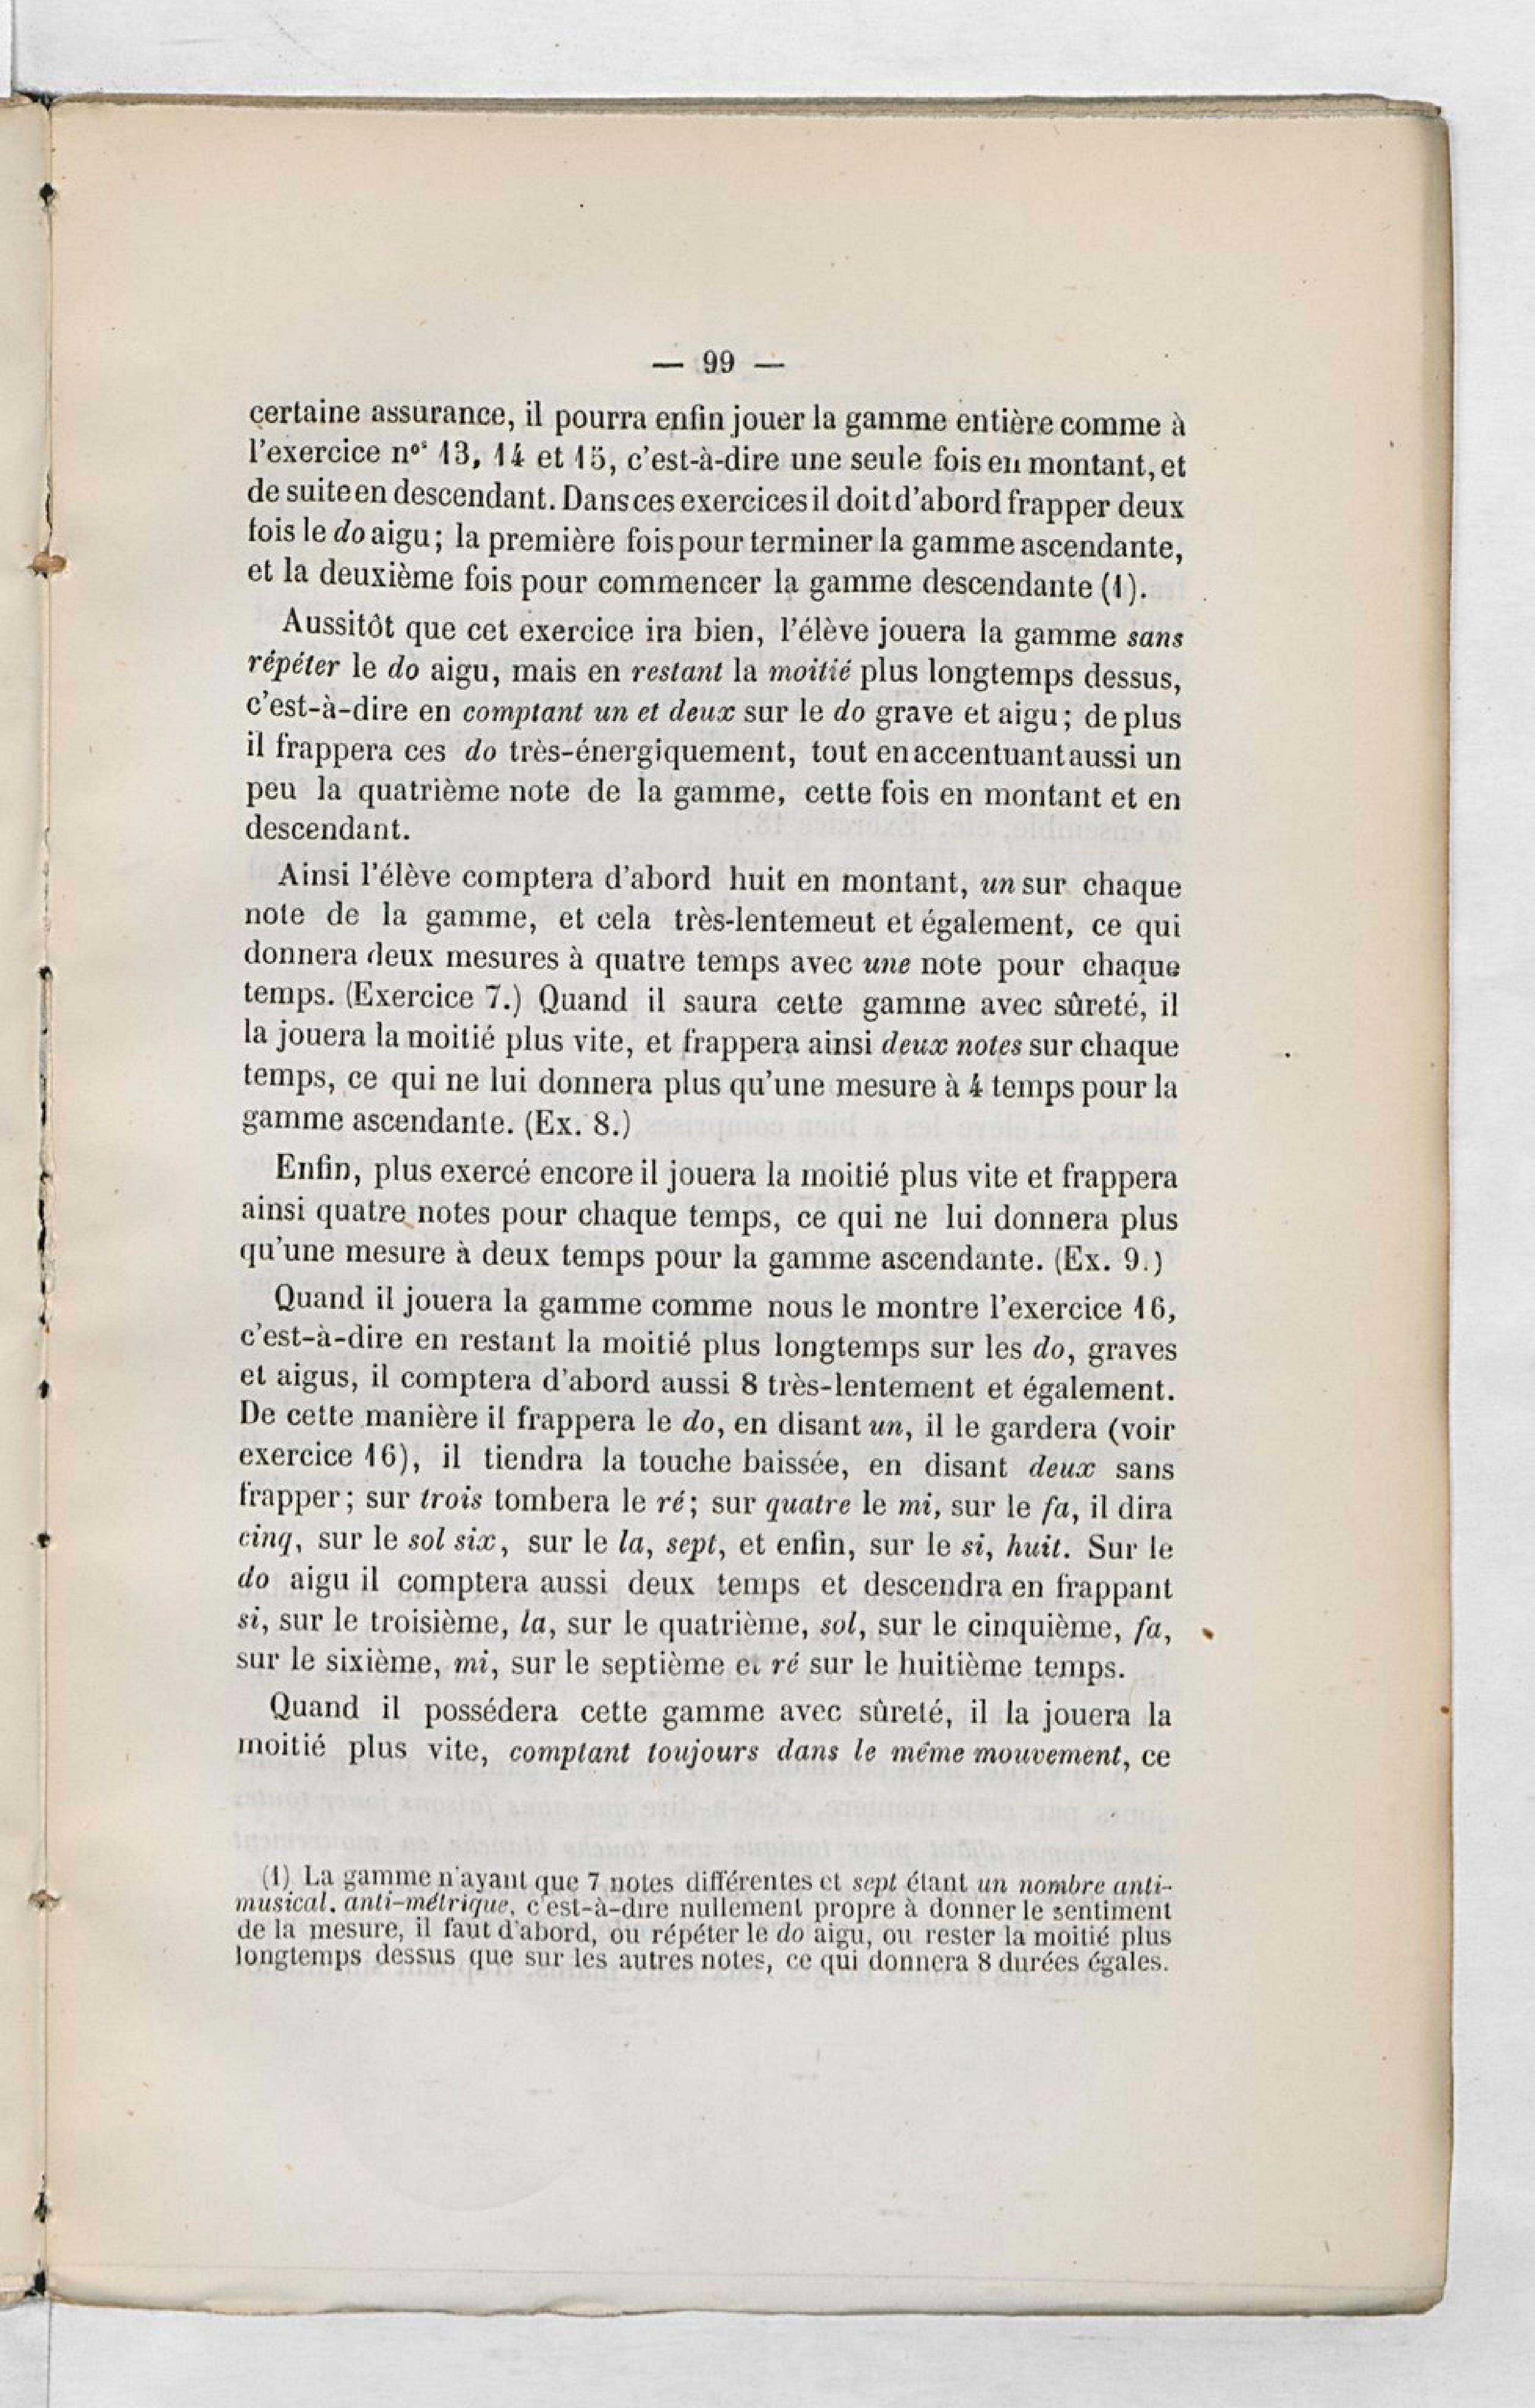 — 99 —
certaine assurance, il pourra enfin jouer la gamme entière comme à
l'exercice nos 13, 14 et 15, c'est-à-dire une seule fois en montant, et
de suite en descendant. Dans ces exercices il doit d'abord frapper deux
fois le do aigu; la première fois pour terminer la gamme ascendante,
et la deuxième fois pour commencer la gamme descendante (1).
Aussitôt que cet exercice ira bien, l'élève jouera la gamme sans
répéter le do aigu, mais en restant la moitié plus longtemps dessus,
c'est-à-dire en comptant un et deux sur le do grave et aigu; de plus
il frappera ces do très-énergiquement, tout en accentuant aussi un
peu la quatrième note de la gamme, cette fois en montant et en
descendant.
Ainsi l'élève comptera d'abord huit en montant, un sur chaque
note de la gamme, et cela très-lentemeut et également, ce qui
donnera deux mesures à quatre temps avec une note pour chaque
temps. (Exercice 7.) Quand il saura cette gamme avec sûreté, il
la jouera la moitié plus vite, et frappera ainsi deux notes sur chaque
temps, ce qui ne lui donnera plus qu'une mesure à 4 temps pour la
gamme ascendante. (Ex. 8.)
Enfin, plus exercé encore il jouera la moitié plus vite et frappera
ainsi quatre notes pour chaque temps, ce qui ne lui donnera plus
qu'une mesure à deux temps pour la gamme ascendante. (Ex. 9.)
Quand il jouera la gamme comme nous le montre l'exercice 16,
c'est-à-dire en restant la moitié plus longtemps sur les do, graves
et aigus, il comptera d'abord aussi 8 très-lentement et également.
De cette manière il frappera le do, en disant un, il le gardera (voir
exercice 16), il tiendra la touche baissée, en disant deux sans
frapper; sur trois tombera le ré; sur quatre le mi, sur le fa, il dira
cinq, sur le sol six, sur le la, sept, et enfin, sur le si, huit. Sur le
do aigu il comptera aussi deux temps et descendra en frappant
si, sur le troisième, la, sur le quatrième, sol, sur le cinquième, fa,
sur le sixième, mi, sur le septième et ré sur le huitième temps.
Quand il possédera cette gamme avec sûreté, il la jouera la
moitié plus vite, comptant toujours dans le même mouvement, ce
(1) La gamme n'ayant que 7 notes différentes et sept étant un nombre anti-
musical, anti-métrique, c'est-à-dire nullement propre à donner le sentiment
de la mesure, il faut d'abord, ou répéter le do aigu, ou rester la moitié plus
longtemps dessus que sur les autres notes, ce qui donnera 8 durées égales.